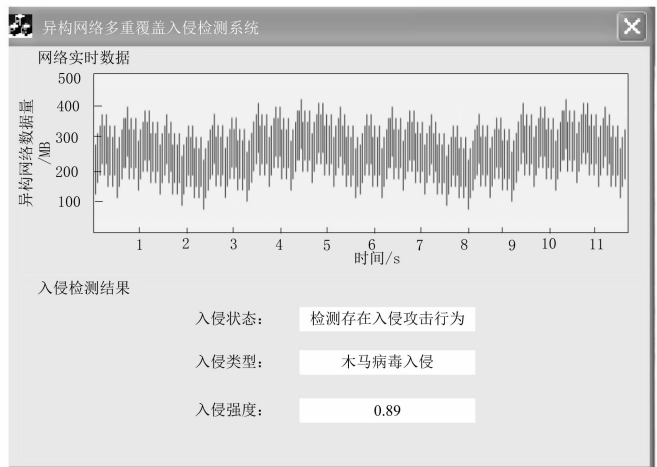 异构网络多重覆盖入侵检测系统
网络实时数据
异构网络数据量
/MB
500
400
300
200
100
1 2 3 4 5 6 7 8 9 10 11
时间/s
入侵检测结果
入侵状态: 检测存在入侵攻击行为
入侵类型: 木马病毒入侵
入侵强度: 0.89